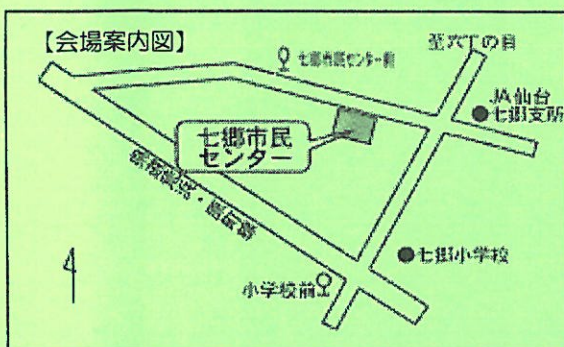 【会場案内図】
七郷市民センター前
至六丁の目
JA仙台
七郷支所
七郷市民
センター
七郷小学校
小学校前